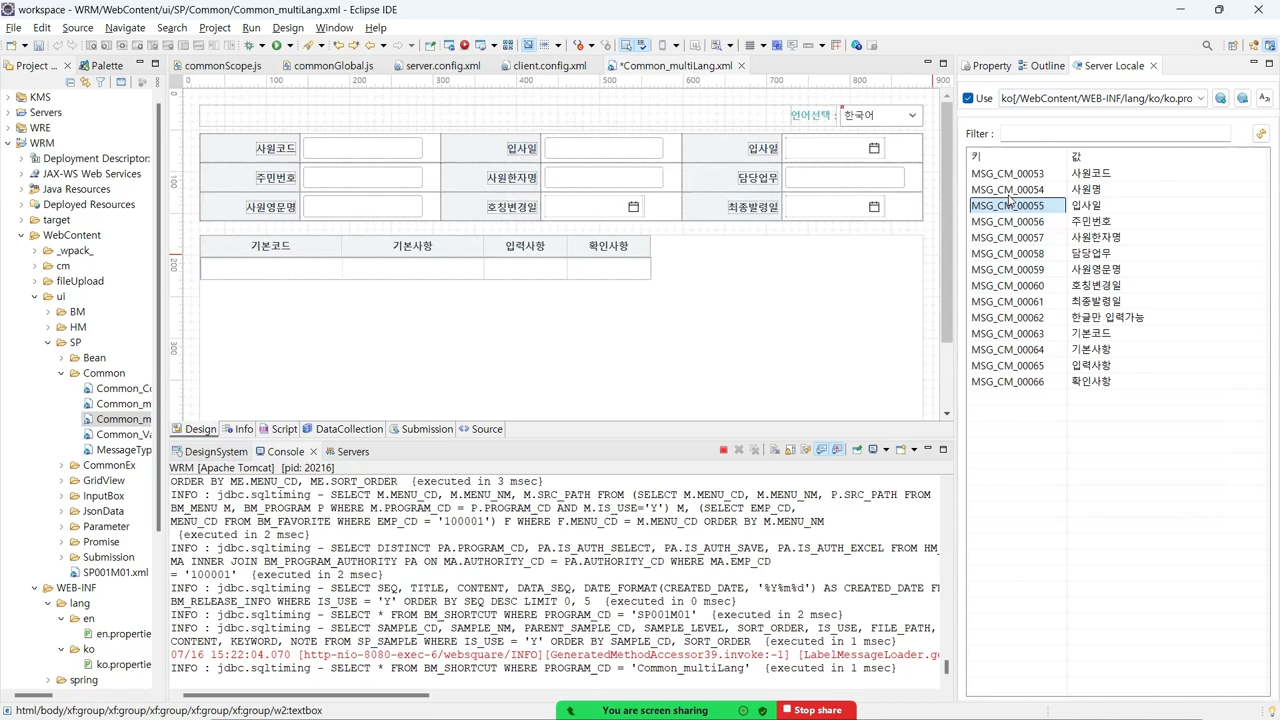 workspace - WRM/WebContent/ui/SP/Common/Common_multiLang.xml - Eclipse IDE
File Edit Source Navigate Search Project Run Design Window Help
Project ... Palette
commonScope.js commonGlobal.js server.config.xml client.config.xml *Common_multiLang.xml
Property Outline Server Locale
KMS
Services
WRE
WRM
Deployment Descriptor:
JAX-WS Web Services
Java Resources
Deployed Resources
target
WebContent
_wpack_
cm
fileUpload
ui
BM
HM
SP
Bean
Common
Common_Co
Common_m
Common_m
Common_Va
MessageTyp
CommonEx
GridView
InputBox
JsonData
Parameter
Promise
Submission
SP001M01.xml
WEB-INF
lang
en
en.propertie
ko
ko.propertie
spring
0 100 200 300 400 500 600 700 800 900
0
100
200
300
언어선택 : 한국어
사원코드 입사일 입사일
주민번호 사원한자명 담당업무
사원영문명 호칭변경일 최종발령일
기본코드 기본사항 입력사항 확인사항
Design Info Script DataCollection Submission Source
DesignSystem Console Servers
WRM [Apache Tomcat] [pid: 20216]
ORDER BY ME.MENU_CD, ME.SORT_ORDER {executed in 3 msec}
INFO : jdbc.sqltiming - SELECT M.MENU_CD, M.MENU_NM, M.SRC_PATH FROM (SELECT M.MENU_CD, M.MENU_NM, P.SRC_PATH FROM
BM_MENU M, BM_PROGRAM P WHERE M.PROGRAM_CD = P.PROGRAM_CD AND M.IS_USE='Y') M, (SELECT EMP_CD,
MENU_CD FROM BM_FAVORITE WHERE EMP_CD = '100001') F WHERE F.MENU_CD = M.MENU_CD ORDER BY M.MENU_NM
{executed in 2 msec}
INFO : jdbc.sqltiming - SELECT DISTINCT PA.PROGRAM_CD, PA.IS_AUTH_SELECT, PA.IS_AUTH_SAVE, PA.IS_AUTH_EXCEL FROM HM_
MA INNER JOIN BM_PROGRAM_AUTHORITY PA ON MA.AUTHORITY_CD = PA.AUTHORITY_CD WHERE MA.EMP_CD
= '100001' {executed in 2 msec}
INFO : jdbc.sqltiming - SELECT SEQ, TITLE, CONTENT, DATA_SEQ, DATE_FORMAT(CREATED_DATE, '%Y%m%d') AS CREATED_DATE F
BM_RELEASE_INFO WHERE IS_USE = 'Y' ORDER BY SEQ DESC LIMIT 0, 5 {executed in 0 msec}
INFO : jdbc.sqltiming - SELECT * FROM BM_SHORTCUT WHERE PROGRAM_CD = 'SP001M01' {executed in 2 msec}
INFO : jdbc.sqltiming - SELECT SAMPLE_CD, SAMPLE_NM, PARENT_SAMPLE_CD, SAMPLE_LEVEL, SORT_ORDER, IS_USE, FILE_PATH,
CONTENT, KEYWORD, NOTE FROM SP_SAMPLE WHERE IS_USE = 'Y' ORDER BY SAMPLE_CD, SORT_ORDER {executed in 1 msec}
07/16 15:22:04.070 [http-nio-8080-exec-6/websquare/INFO][GeneratedMethodAccessor39.invoke:-1] [LabelMessageLoader.ge
INFO : jdbc.sqltiming - SELECT * FROM BM_SHORTCUT WHERE PROGRAM_CD = 'Common_multiLang' {executed in 1 msec}
Use ko[/WebContent/WEB-INF/lang/ko/ko.pro
Filter :
키 값
MSG_CM_00053 사원코드
MSG_CM_00054 사원명
MSG_CM_00055 입사일
MSG_CM_00056 주민번호
MSG_CM_00057 사원한자명
MSG_CM_00058 담당업무
MSG_CM_00059 사원영문명
MSG_CM_00060 호칭변경일
MSG_CM_00061 최종발령일
MSG_CM_00062 한글만 입력가능
MSG_CM_00063 기본코드
MSG_CM_00064 기본사항
MSG_CM_00065 입력사항
MSG_CM_00066 확인사항
html/body/xf:group/xf:group/xf:group/xf:group/w2:textbox
You are screen sharing Stop share